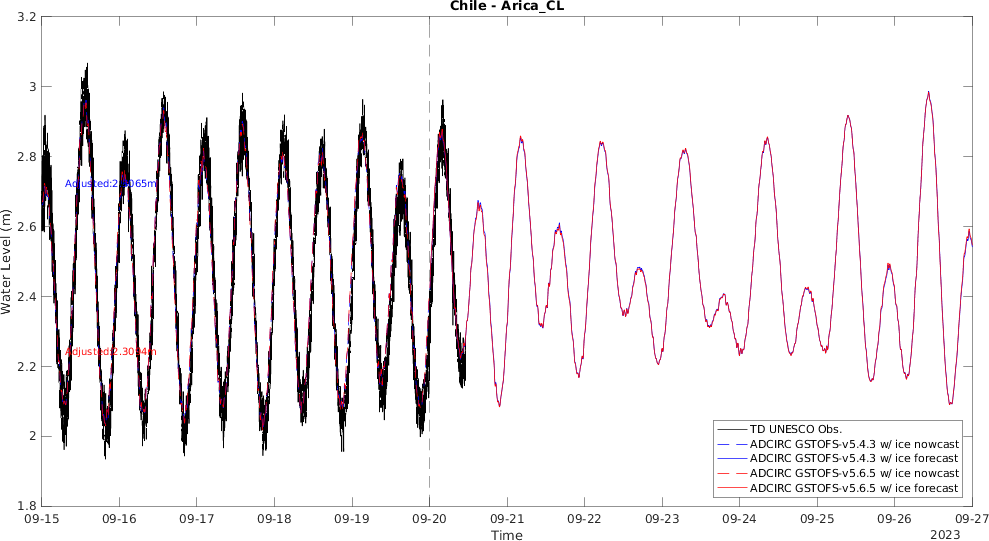 Chile - Arica_CL
3.2
3
2.8
2.6
2.4
2.2
2
1.8
Water Level (m)
09-15
09-16
09-17
09-18
09-19
09-20
09-21
09-22
09-23
09-24
09-25
09-26
09-27
Time
2023
TD UNESCO Obs.
ADCIRC GSTOFS-v5.4.3 w/ ice nowcast
ADCIRC GSTOFS-v5.4.3 w/ ice forecast
ADCIRC GSTOFS-v5.6.5 w/ ice nowcast
ADCIRC GSTOFS-v5.6.5 w/ ice forecast